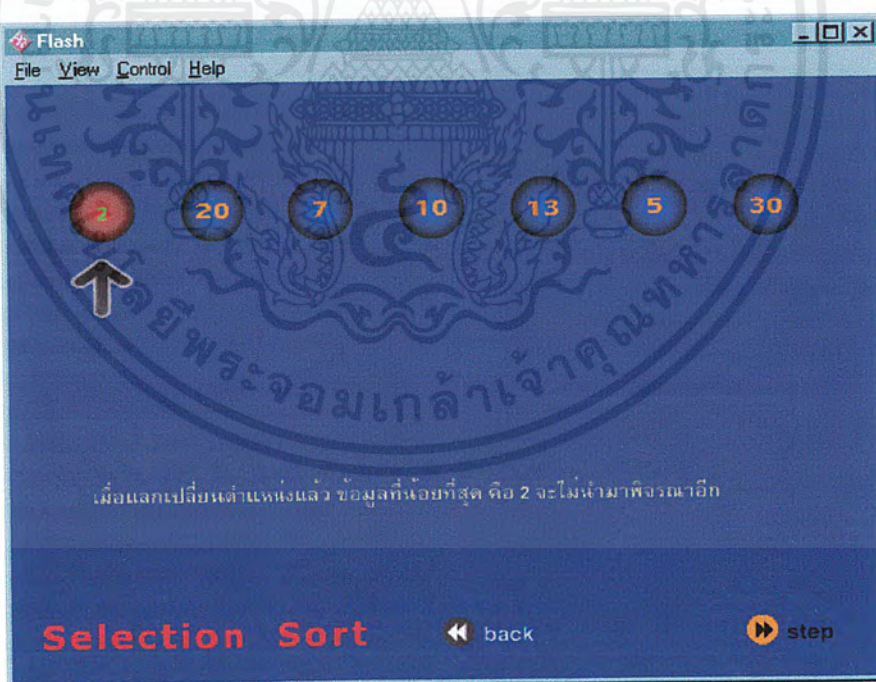 Flash
File View Control Help
2 20 7 10 13 5 30
เมื่อแลกเปลี่ยนตำแหน่งแล้ว ข้อมูลที่น้อยที่สุด คือ 2 จะไม่นำมาพิจรณาอีก
Selection Sort back step